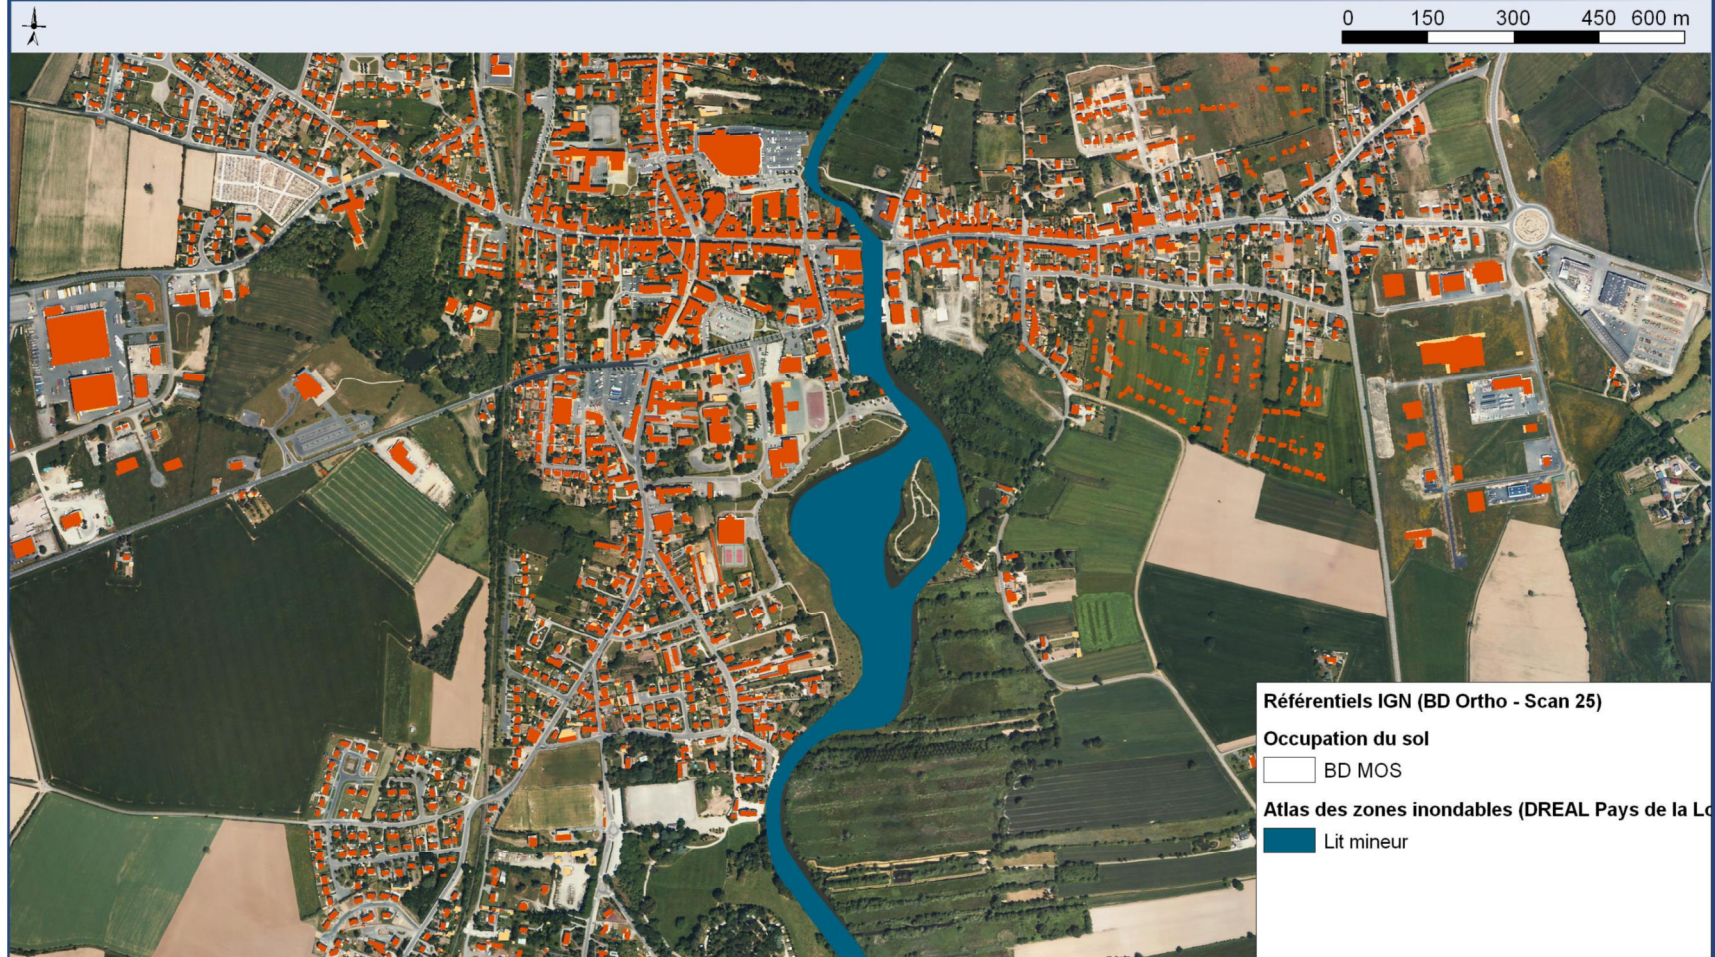 0 150 300 450 600 m
Référentiels IGN (BD Ortho - Scan 25)
Occupation du sol
BD MOS
Atlas des zones inondables (DREAL Pays de la Lo
Lit mineur